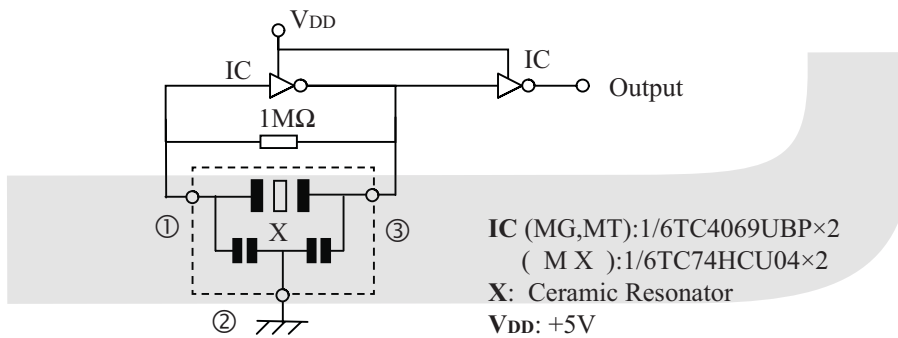 VDD
IC
IC
Output
1MΩ
①
X
③
②
IC (MG,MT):1/6TC4069UBP×2
( M X ):1/6TC74HCU04×2
X: Ceramic Resonator
VDD: +5V